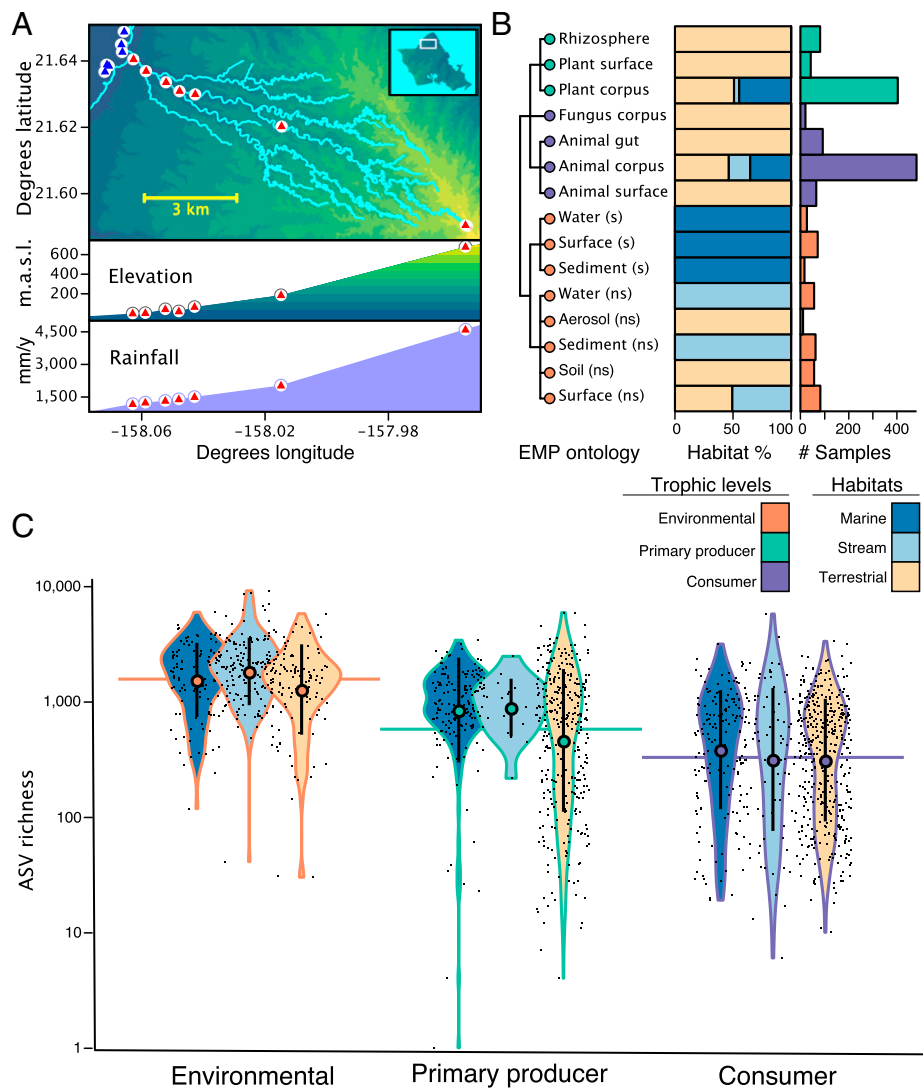 A
Degrees latitude
21.64
21.62
21.60
3 km
m.a.s.l.
600
400
200
Elevation
mm/y
4,500
3,000
1,500
Rainfall
−158.06
−158.02
−157.98
Degrees longitude
B
Rhizosphere
Plant surface
Plant corpus
Fungus corpus
Animal gut
Animal corpus
Animal surface
Water (s)
Surface (s)
Sediment (s)
Water (ns)
Aerosol (ns)
Sediment (ns)
Soil (ns)
Surface (ns)
0 50 100
0 200 400
EMP ontology
Habitat %
# Samples
Trophic levels
Environmental
Primary producer
Consumer
Habitats
Marine
Stream
Terrestrial
C
ASV richness
10,000
1,000
100
10
1
Environmental
Primary producer
Consumer